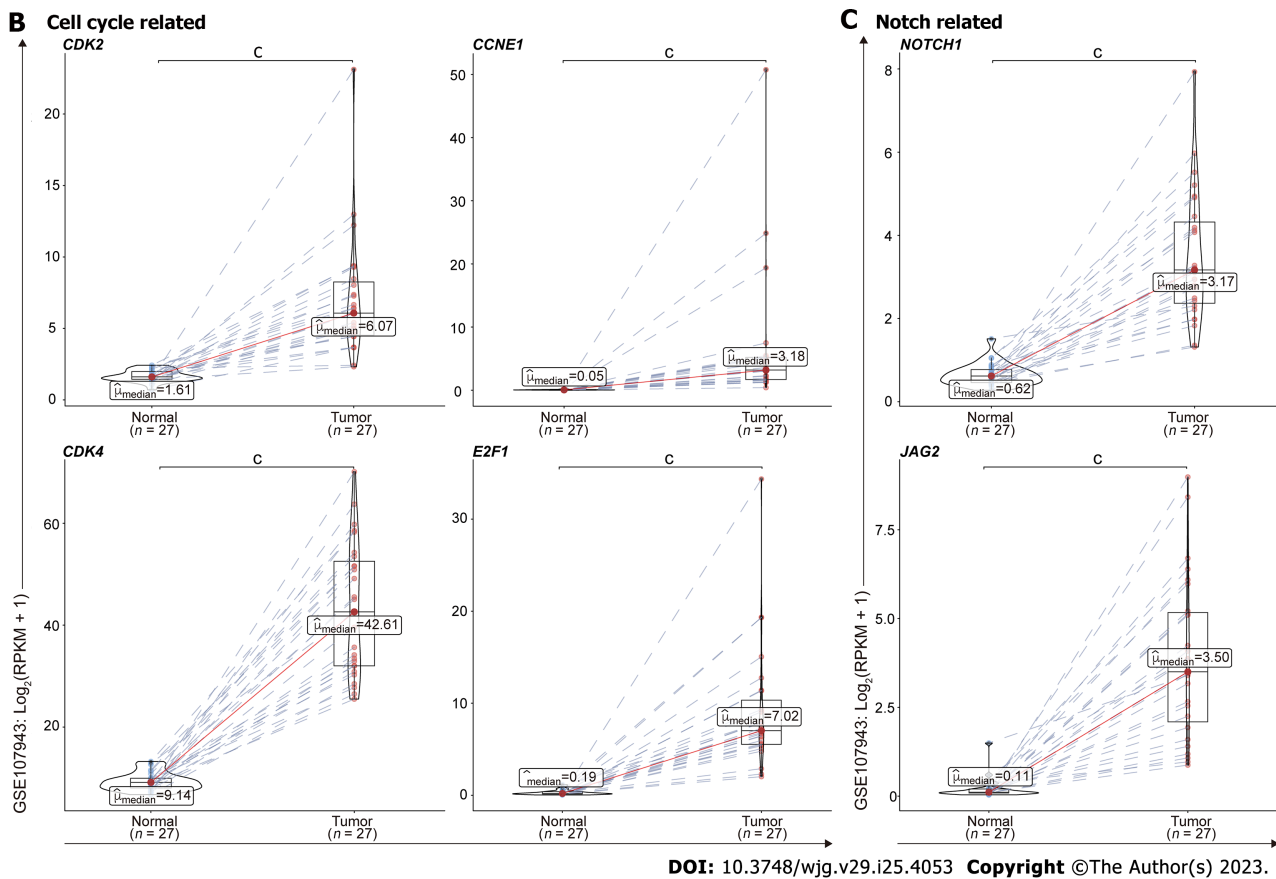 B Cell cycle related
CDK2
c
20
15
10
5
0
μ̂median=6.07
μ̂median=1.61
Normal
(n = 27)
Tumor
(n = 27)
CCNE1
c
50
40
30
20
10
0
μ̂median=3.18
μ̂median=0.05
Normal
(n = 27)
Tumor
(n = 27)
CDK4
c
60
40
20
μ̂median=42.61
μ̂median=9.14
Normal
(n = 27)
Tumor
(n = 27)
E2F1
c
30
20
10
0
μ̂median=7.02
^median=0.19
Normal
(n = 27)
Tumor
(n = 27)
GSE107943: Log2(RPKM + 1)
C Notch related
NOTCH1
c
8
6
4
2
0
μ̂median=3.17
μ̂median=0.62
Normal
(n = 27)
Tumor
(n = 27)
JAG2
c
7.5
5.0
2.5
0
μ̂median=3.50
μ̂median=0.11
Normal
(n = 27)
Tumor
(n = 27)
GSE107943: Log2(RPKM + 1)
DOI: 10.3748/wjg.v29.i25.4053 Copyright ©The Author(s) 2023.